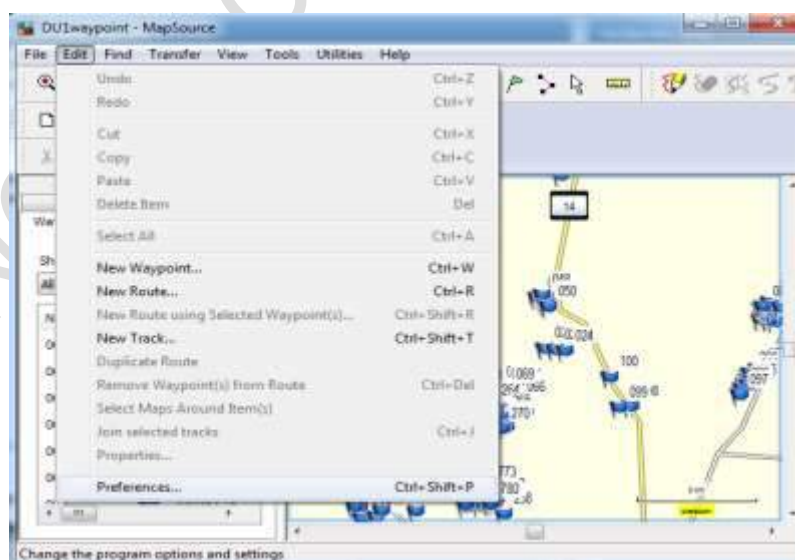 DU1waypoint - MapSource
File Edit Find Transfer View Tools Utilities Help
Undo Ctrl+Z
Redo Ctrl+Y
Cut Ctrl+X
Copy Ctrl+C
Paste Ctrl+V
Delete Item Del
Select All Ctrl+A
New Waypoint... Ctrl+W
New Route... Ctrl+R
New Route using Selected Waypoint(s)... Ctrl+Shift+R
New Track... Ctrl+Shift+T
Duplicate Route
Remove Waypoint(s) from Route Ctrl+Del
Select Maps Around Item(s)
Join selected tracks Ctrl+J
Properties...
Preferences... Ctrl+Shift+P
14
050
024
100
097
Change the program options and settings